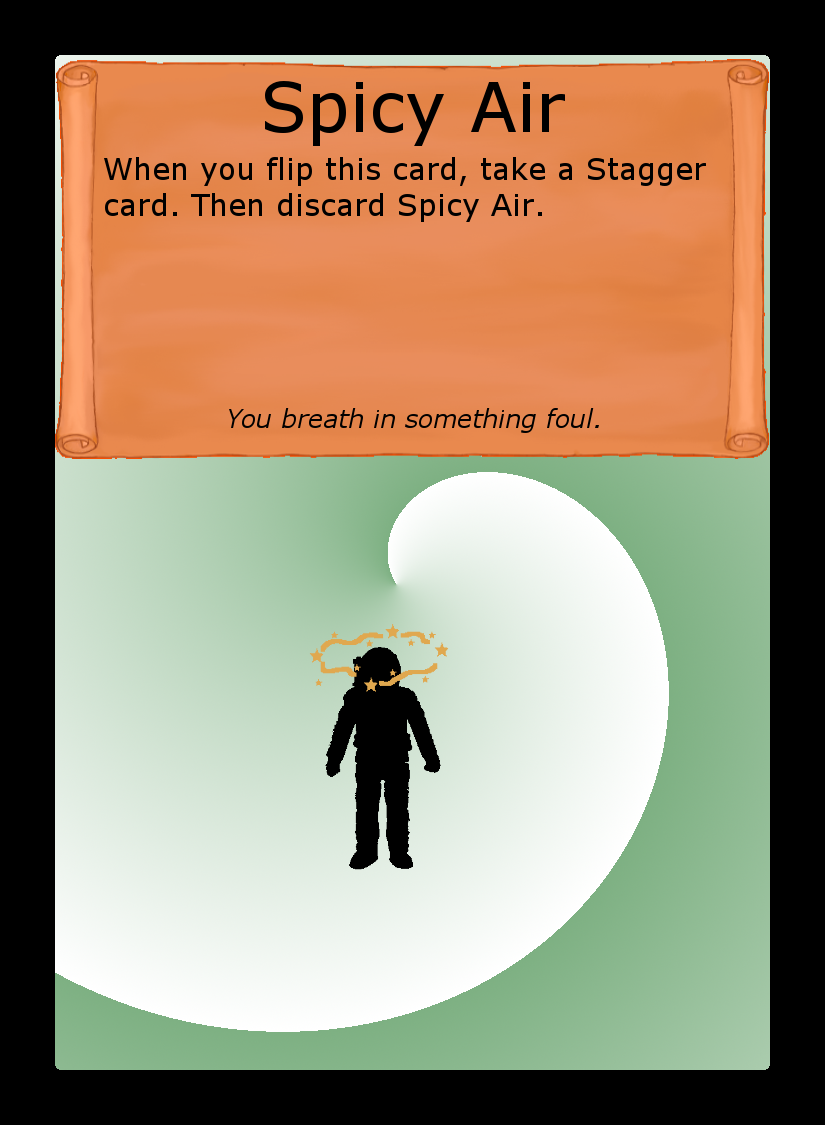 Spicy Air
When you flip this card, take a Stagger
card. Then discard Spicy Air.
You breath in something foul.